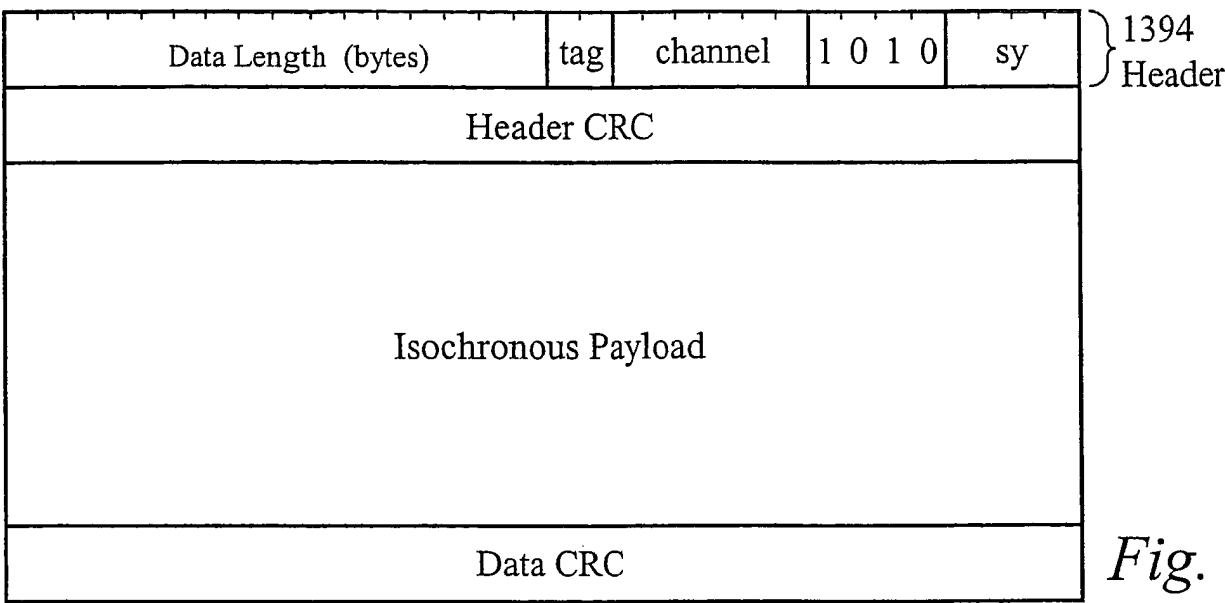 Data Length (bytes) tag channel 1 0 1 0 sy 1394
Header
Header CRC
Isochronous Payload
Data CRC
Fig.